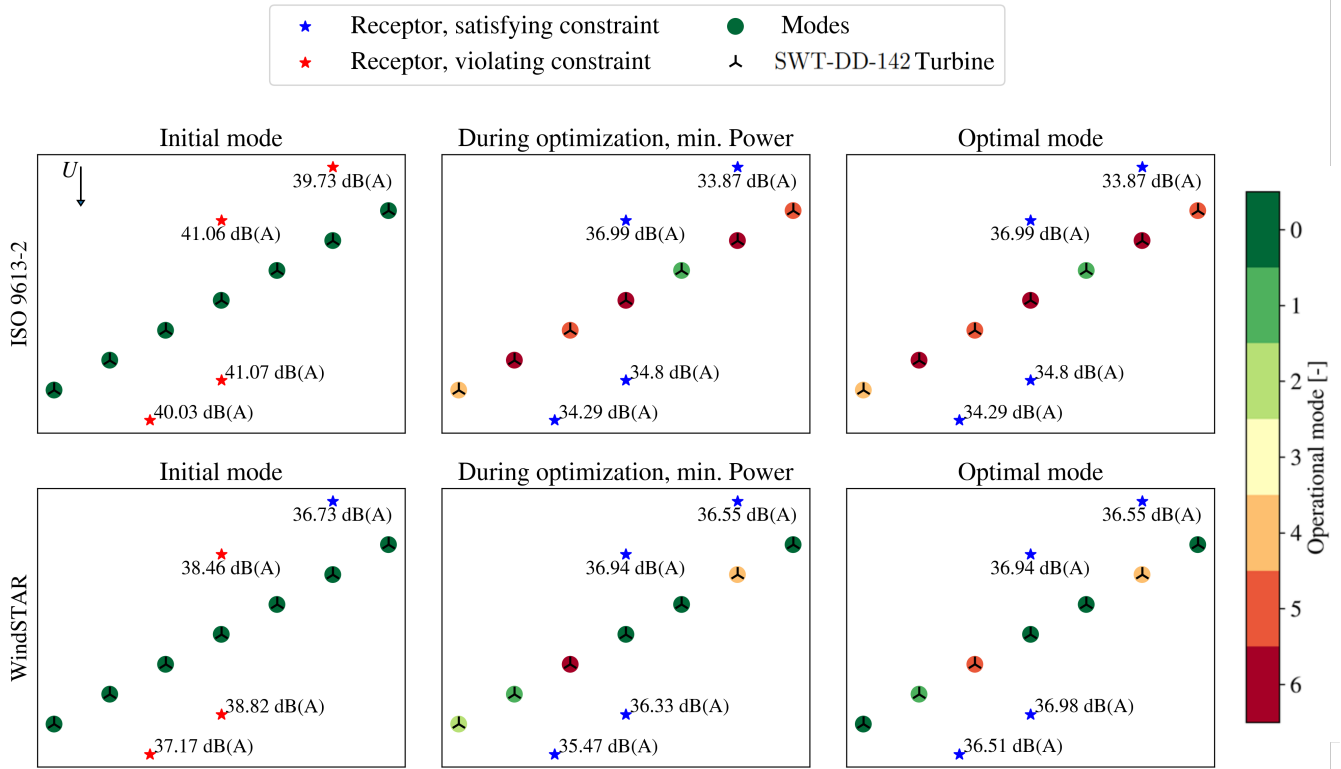 Receptor, satisfying constraint
Modes
Receptor, violating constraint
SWT-DD-142 Turbine
Initial mode
During optimization, min. Power
Optimal mode
ISO 9613-2
U
39.73 dB(A)
41.06 dB(A)
41.07 dB(A)
40.03 dB(A)
33.87 dB(A)
36.99 dB(A)
34.8 dB(A)
34.29 dB(A)
33.87 dB(A)
36.99 dB(A)
34.8 dB(A)
34.29 dB(A)
Initial mode
During optimization, min. Power
Optimal mode
WindSTAR
36.73 dB(A)
38.46 dB(A)
38.82 dB(A)
37.17 dB(A)
36.55 dB(A)
36.94 dB(A)
36.33 dB(A)
35.47 dB(A)
36.55 dB(A)
36.94 dB(A)
36.98 dB(A)
36.51 dB(A)
0
1
2
3
4
5
6
Operational mode [-]